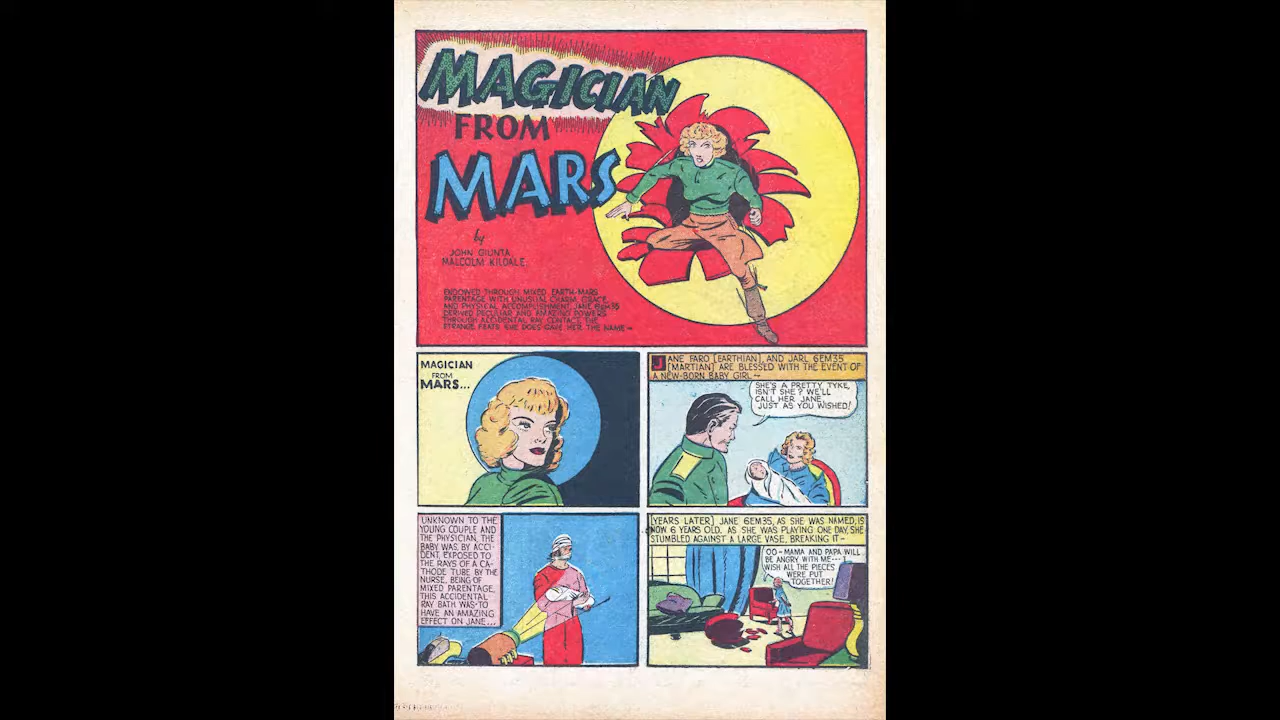 MAGICIAN
FROM
MARS
by
JOHN GIUNTA
MALCOLM KILDALE.
ENDOWED THROUGH MIXED EARTH-MARS
PARENTAGE WITH UNUSUAL CHARM, GRACE,
AND PHYSICAL ACCOMPLISHMENT, JANE 6EM35
DERIVED PECULIAR AND AMAZING POWERS
THROUGH ACCIDENTAL RAY CONTACT. THE
STRANGE FEATS SHE DOES GAVE HER THE NAME—
MAGICIAN
FROM
MARS...
JANE FARO [EARTHIAN], AND JARL 6EM35
[MARTIAN] ARE BLESSED WITH THE EVENT OF
A NEW-BORN BABY GIRL—
SHE'S A PRETTY TYKE,
ISN'T SHE? WE'LL
CALL HER JANE,
JUST AS YOU WISHED!
UNKNOWN TO THE
YOUNG COUPLE AND
THE PHYSICIAN, THE
BABY WAS, BY ACCI-
DENT, EXPOSED TO
THE RAYS OF A CA-
THODE TUBE BY THE
NURSE. BEING OF
MIXED PARENTAGE,
THIS ACCIDENTAL
RAY BATH WAS TO
HAVE AN AMAZING
EFFECT ON JANE...
[YEARS LATER] JANE 6EM35, AS SHE WAS NAMED, IS
NOW 6 YEARS OLD. AS SHE WAS PLAYING ONE DAY, SHE
STUMBLED AGAINST A LARGE VASE, BREAKING IT—
OO-MAMA AND PAPA WILL
BE ANGRY WITH ME---I
WISH ALL THE PIECES
WERE PUT
TOGETHER!